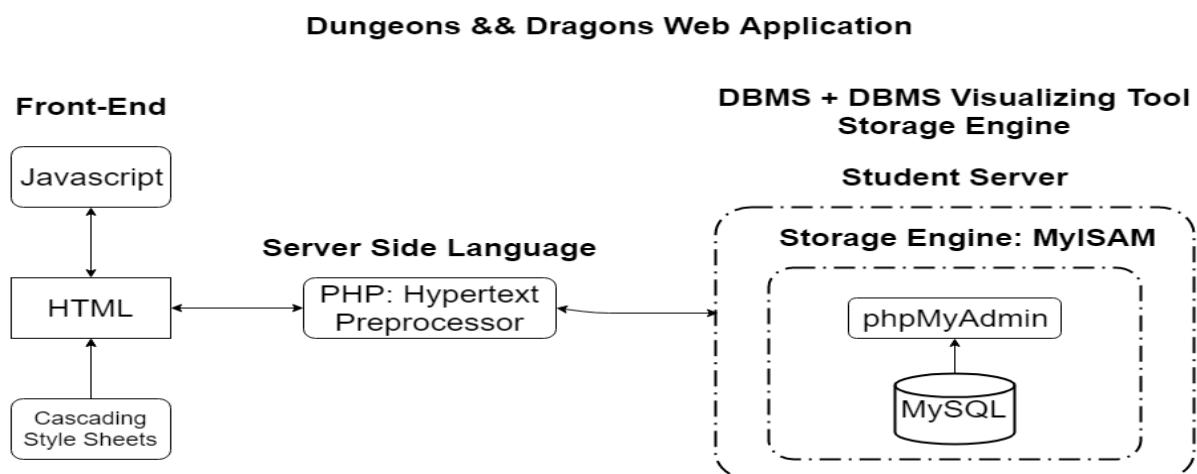 Dungeons && Dragons Web Application
Front-End
Javascript
HTML
Cascading
Style Sheets
Server Side Language
PHP: Hypertext
Preprocessor
DBMS + DBMS Visualizing Tool
Storage Engine
Student Server
Storage Engine: MyISAM
phpMyAdmin
MySQL